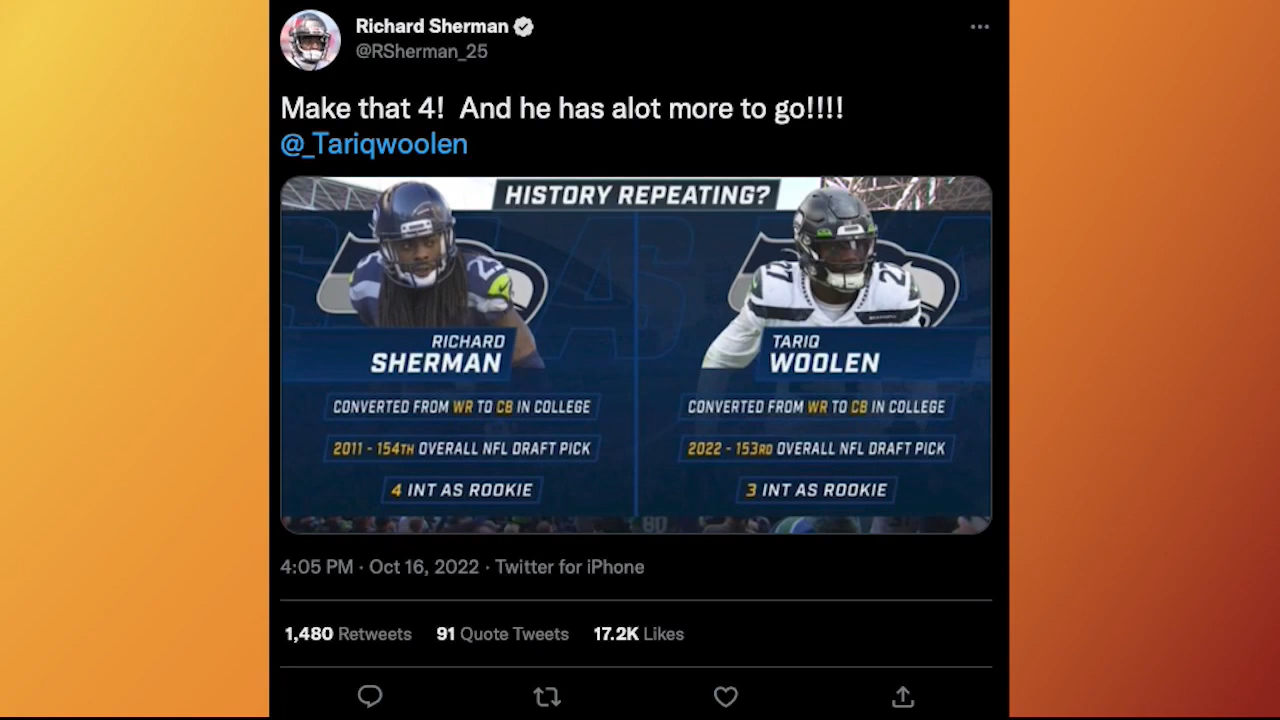 Richard Sherman
@RSherman_25
Make that 4! And he has alot more to go!!!!
@_Tariqwoolen
HISTORY REPEATING?
RICHARD
SHERMAN
CONVERTED FROM WR TO CB IN COLLEGE
2011 - 154TH OVERALL NFL DRAFT PICK
4 INT AS ROOKIE
27
TARIQ
WOOLEN
CONVERTED FROM WR TO CB IN COLLEGE
2022 - 153RD OVERALL NFL DRAFT PICK
3 INT AS ROOKIE
4:05 PM · Oct 16, 2022 · Twitter for iPhone
1,480 Retweets 91 Quote Tweets 17.2K Likes